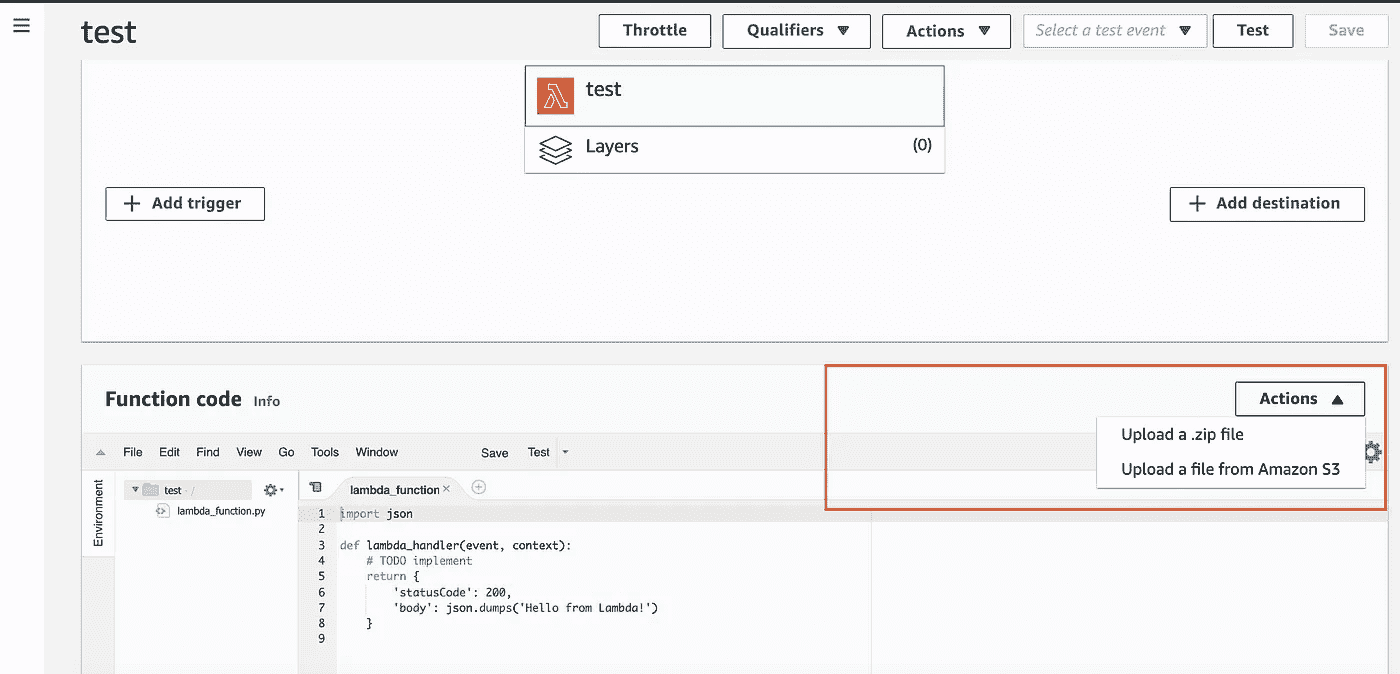 test
Throttle
Qualifiers
Actions
Select a test event
Test
Save
test
Layers
(0)
Add trigger
Add destination
Function code Info
Actions
Upload a .zip file
Upload a file from Amazon S3
File Edit Find View Go Tools Window Save Test
Environment
test - /
lambda_function.py
lambda_function
1 import json
2
3 def lambda_handler(event, context):
4 # TODO implement
5 return {
6 'statusCode': 200,
7 'body': json.dumps('Hello from Lambda!')
8 }
9